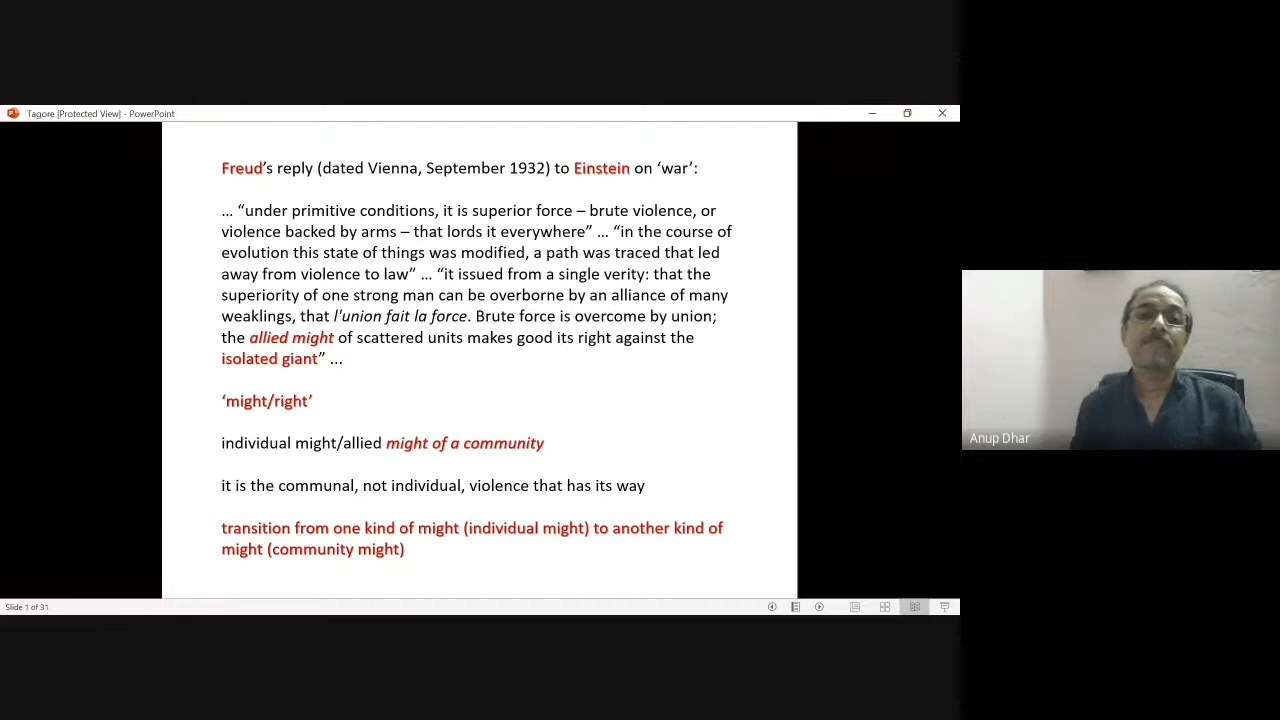 Tagore [Protected View] - PowerPoint
Freud's reply (dated Vienna, September 1932) to Einstein on ‘war’:
… “under primitive conditions, it is superior force – brute violence, or
violence backed by arms – that lords it everywhere” … “in the course of
evolution this state of things was modified, a path was traced that led
away from violence to law” … “it issued from a single verity: that the
superiority of one strong man can be overborne by an alliance of many
weaklings, that l'union fait la force. Brute force is overcome by union;
the allied might of scattered units makes good its right against the
isolated giant” ...
‘might/right’
individual might/allied might of a community
it is the communal, not individual, violence that has its way
transition from one kind of might (individual might) to another kind of
might (community might)
Slide 1 of 31
Anup Dhar